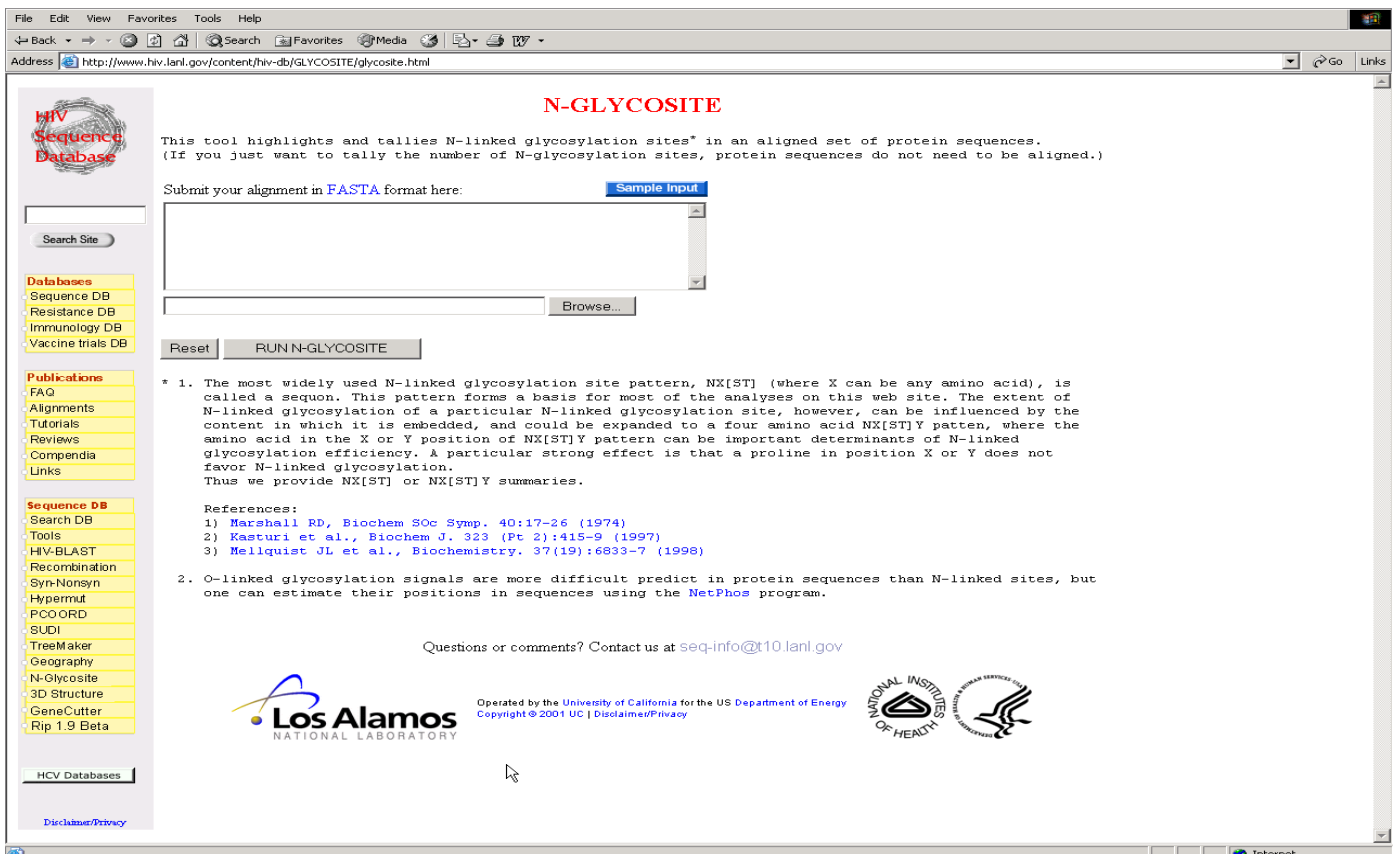 File Edit View Favorites Tools Help
Back Search Favorites Media
Address http://www.hiv.lanl.gov/content/hiv-db/GLYCOSITE/glycosite.html Go Links
HIV
Sequence
Database
Search Site
Databases
Sequence DB
Resistance DB
Immunology DB
Vaccine trials DB
Publications
FAQ
Alignments
Tutorials
Reviews
Compendia
Links
Sequence DB
Search DB
Tools
HIV-BLAST
Recombination
Syn-Nonsyn
Hypermut
PCOORD
SUDI
TreeMaker
Geography
N-Glycosite
3D Structure
GeneCutter
Rip 1.9 Beta
HCV Databases
Disclaimer/Privacy
N-GLYCOSITE
This tool highlights and tallies N-linked glycosylation sites* in an aligned set of protein sequences.
(If you just want to tally the number of N-glycosylation sites, protein sequences do not need to be aligned.)
Submit your alignment in FASTA format here: Sample Input
Browse...
Reset RUN N-GLYCOSITE
* 1. The most widely used N-linked glycosylation site pattern, NX[ST] (where X can be any amino acid), is
called a sequon. This pattern forms a basis for most of the analyses on this web site. The extent of
N-linked glycosylation of a particular N-linked glycosylation site, however, can be influenced by the
content in which it is embedded, and could be expanded to a four amino acid NX[ST]Y patten, where the
amino acid in the X or Y position of NX[ST]Y pattern can be important determinants of N-linked
glycosylation efficiency. A particular strong effect is that a proline in position X or Y does not
favor N-linked glycosylation.
Thus we provide NX[ST] or NX[ST]Y summaries.
References:
1) Marshall RD, Biochem SOc Symp. 40:17-26 (1974)
2) Kasturi et al., Biochem J. 323 (Pt 2):415-9 (1997)
3) Mellquist JL et al., Biochemistry. 37(19):6833-7 (1998)
2. O-linked glycosylation signals are more difficult predict in protein sequences than N-linked sites, but
one can estimate their positions in sequences using the NetPhos program.
Questions or comments? Contact us at seq-info@t10.lanl.gov
Los Alamos
NATIONAL LABORATORY
Operated by the University of California for the US Department of Energy
Copyright © 2001 UC | Disclaimer/Privacy
NATIONAL INSTITUTES OF HEALTH
DEPARTMENT OF HEALTH & HUMAN SERVICES USA
Internet